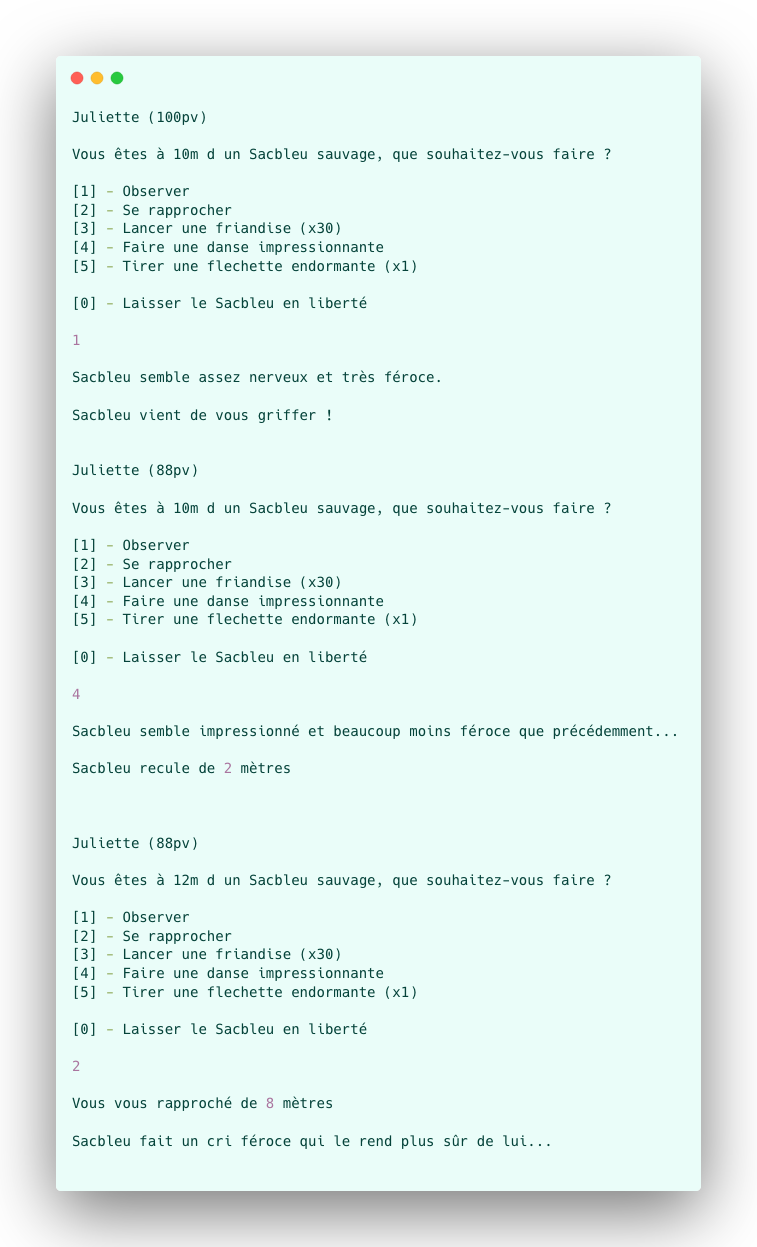 Juliette (100pv)
Vous êtes à 10m d un Sacbleu sauvage, que souhaitez-vous faire ?
[1] - Observer
[2] - Se rapprocher
[3] - Lancer une friandise (x30)
[4] - Faire une danse impressionnante
[5] - Tirer une flechette endormante (x1)
[0] - Laisser le Sacbleu en liberté
1
Sacbleu semble assez nerveux et très féroce.
Sacbleu vient de vous griffer !
Juliette (88pv)
Vous êtes à 10m d un Sacbleu sauvage, que souhaitez-vous faire ?
[1] - Observer
[2] - Se rapprocher
[3] - Lancer une friandise (x30)
[4] - Faire une danse impressionnante
[5] - Tirer une flechette endormante (x1)
[0] - Laisser le Sacbleu en liberté
4
Sacbleu semble impressionné et beaucoup moins féroce que précédemment...
Sacbleu recule de 2 mètres
Juliette (88pv)
Vous êtes à 12m d un Sacbleu sauvage, que souhaitez-vous faire ?
[1] - Observer
[2] - Se rapprocher
[3] - Lancer une friandise (x30)
[4] - Faire une danse impressionnante
[5] - Tirer une flechette endormante (x1)
[0] - Laisser le Sacbleu en liberté
2
Vous vous rapproché de 8 mètres
Sacbleu fait un cri féroce qui le rend plus sûr de lui...